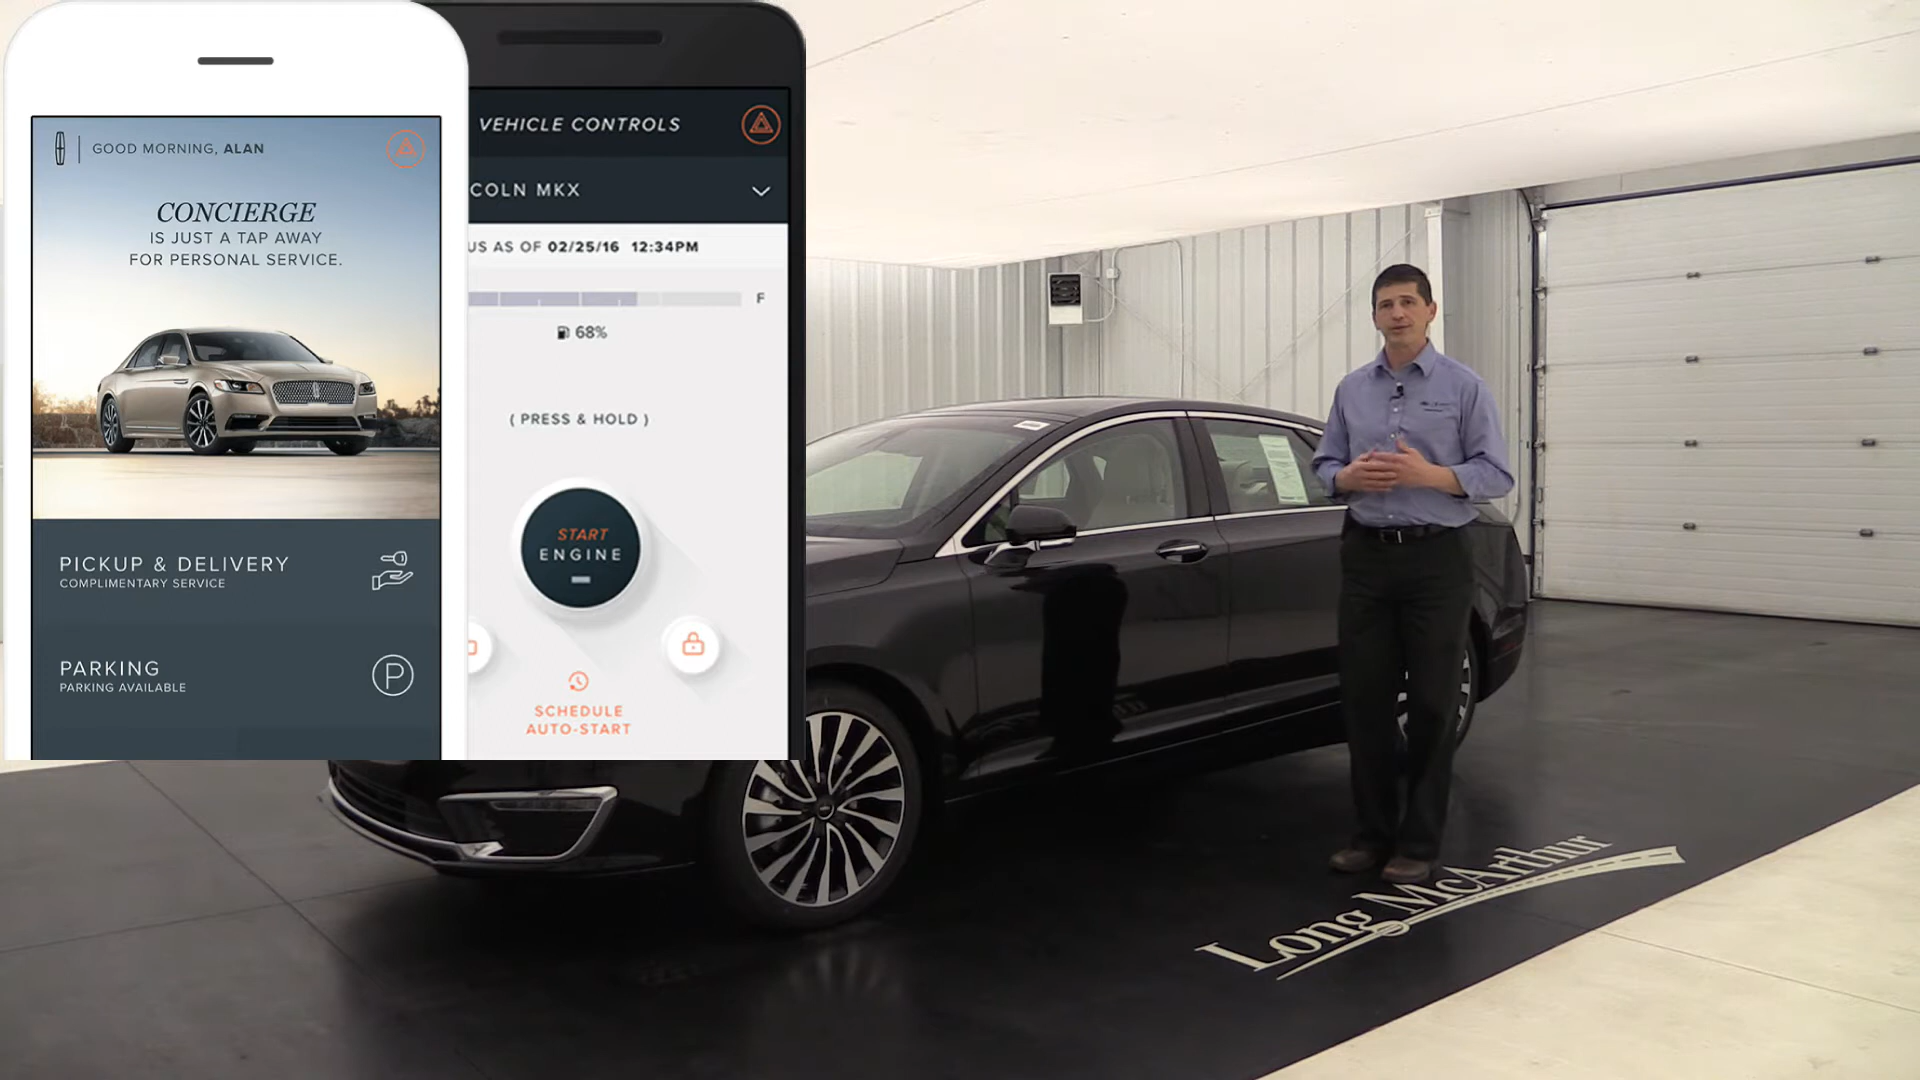 GOOD MORNING, ALAN
CONCIERGE
IS JUST A TAP AWAY
FOR PERSONAL SERVICE.
PICKUP & DELIVERY
COMPLIMENTARY SERVICE
PARKING
PARKING AVAILABLE
P
VEHICLE CONTROLS
COLN MKX
US AS OF 02/25/16 12:34PM
F
68%
( PRESS & HOLD )
START
ENGINE
SCHEDULE
AUTO-START
Long McArthur